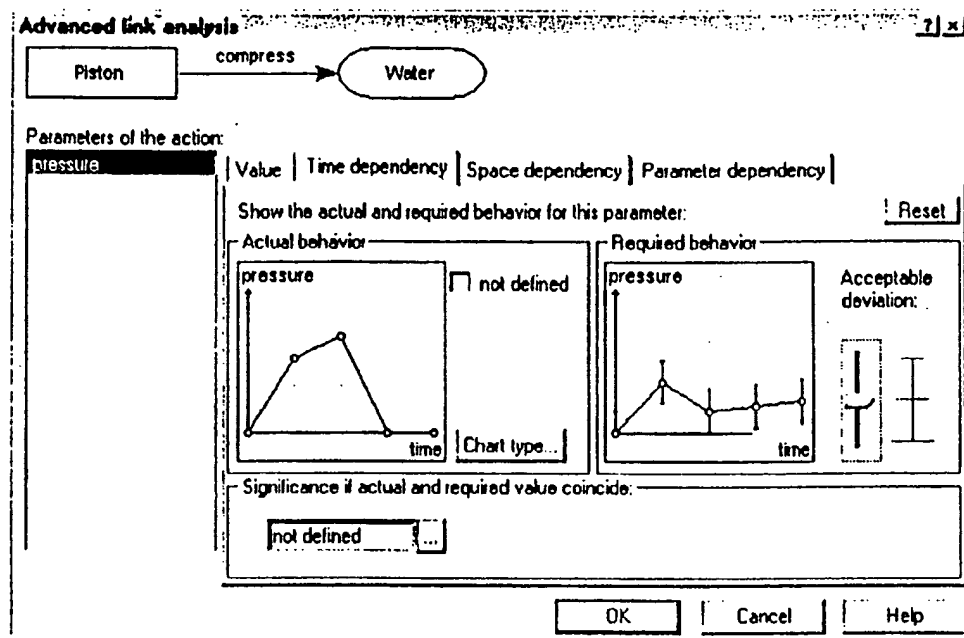 Advanced link analysis
? ×
compress
Piston
Water
Parameters of the action:
pressure
Value
Time dependency
Space dependency
Parameter dependency
Show the actual and required behavior for this parameter:
Reset
Actual behavior
pressure
time
not defined
Chart type...
Required behavior
pressure
time
Acceptable
deviation:
Significance if actual and required value coincide:
not defined
...
OK
Cancel
Help